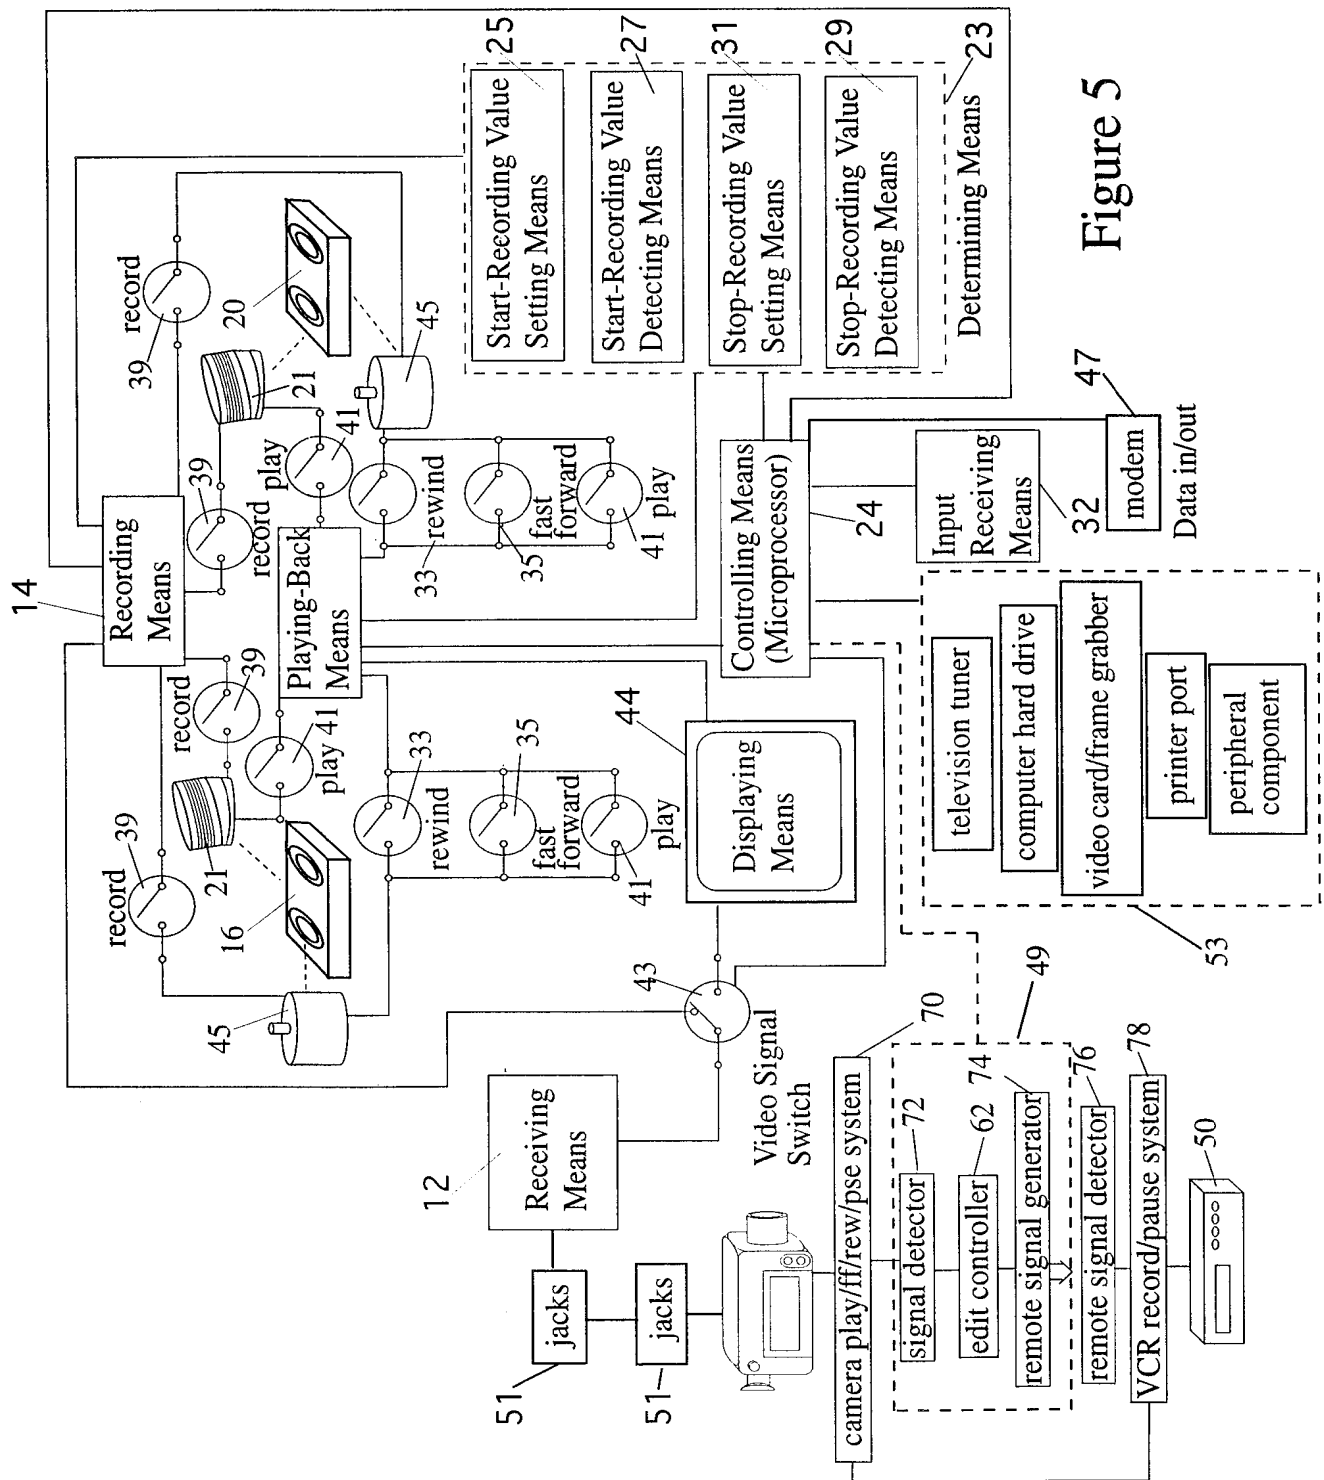 14
Recording
Means
record
39
record
39
record
39
record
39
21
21
16
20
45
45
play
41
play
41
Playing-Back
Means
33
rewind
35
fast
forward
41
play
33
rewind
35
fast
forward
41
play
25
Start-Recording Value
Setting Means
27
Start-Recording Value
Detecting Means
31
Stop-Recording Value
Setting Means
29
Stop-Recording Value
Detecting Means
23
Determining Means
12
Receiving
Means
43
Video Signal
Switch
44
Displaying
Means
Controlling Means
(Microprocessor)
24
Input
Receiving
Means
32
47
modem
Data in/out
51
jacks
51
jacks
70
camera play/ff/rew/pse system
72
signal detector
62
edit controller
74
remote signal generator
49
76
remote signal detector
78
VCR record/pause system
50
television tuner
computer hard drive
video card/frame grabber
printer port
peripheral
component
53
Figure 5